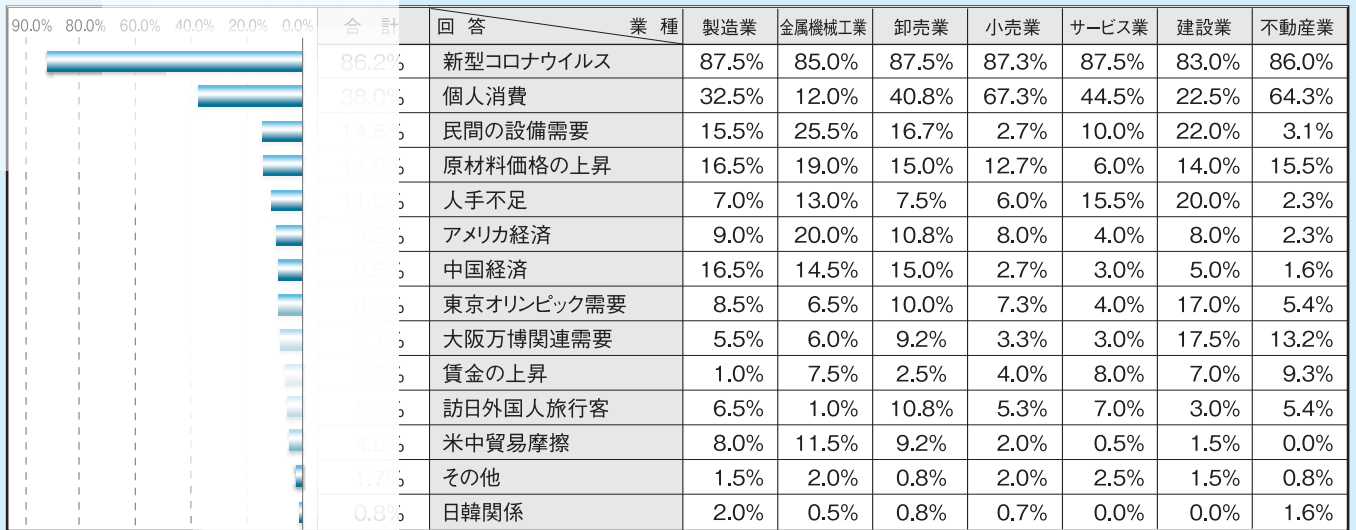 90.0% 80.0% 60.0% 40.0% 20.0% 0.0% 合 計 回 答 業 種 製造業 金属機械工業 卸売業 小売業 サービス業 建設業 不動産業
86.2% 新型コロナウイルス 87.5% 85.0% 87.5% 87.3% 87.5% 83.0% 86.0%
38.0% 個人消費 32.5% 12.0% 40.8% 67.3% 44.5% 22.5% 64.3%
14.5% 民間の設備需要 15.5% 25.5% 16.7% 2.7% 10.0% 22.0% 3.1%
14.0% 原材料価格の上昇 16.5% 19.0% 15.0% 12.7% 6.0% 14.0% 15.5%
11.0% 人手不足 7.0% 13.0% 7.5% 6.0% 15.5% 20.0% 2.3%
アメリカ経済 9.0% 20.0% 10.8% 8.0% 4.0% 8.0% 2.3%
中国経済 16.5% 14.5% 15.0% 2.7% 3.0% 5.0% 1.6%
東京オリンピック需要 8.5% 6.5% 10.0% 7.3% 4.0% 17.0% 5.4%
大阪万博関連需要 5.5% 6.0% 9.2% 3.3% 3.0% 17.5% 13.2%
賃金の上昇 1.0% 7.5% 2.5% 4.0% 8.0% 7.0% 9.3%
5.3% 訪日外国人旅行客 6.5% 1.0% 10.8% 5.3% 7.0% 3.0% 5.4%
4.8% 米中貿易摩擦 8.0% 11.5% 9.2% 2.0% 0.5% 1.5% 0.0%
1.7% その他 1.5% 2.0% 0.8% 2.0% 2.5% 1.5% 0.8%
0.8% 日韓関係 2.0% 0.5% 0.8% 0.7% 0.0% 0.0% 1.6%